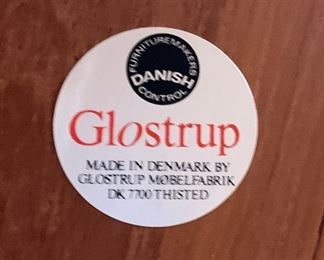 FURNITUREMAKERS
DANISH
CONTROL
Glostrup
MADE IN DENMARK BY
GLOSTRUP MØBELFABRIK
DK 7700 THISTED